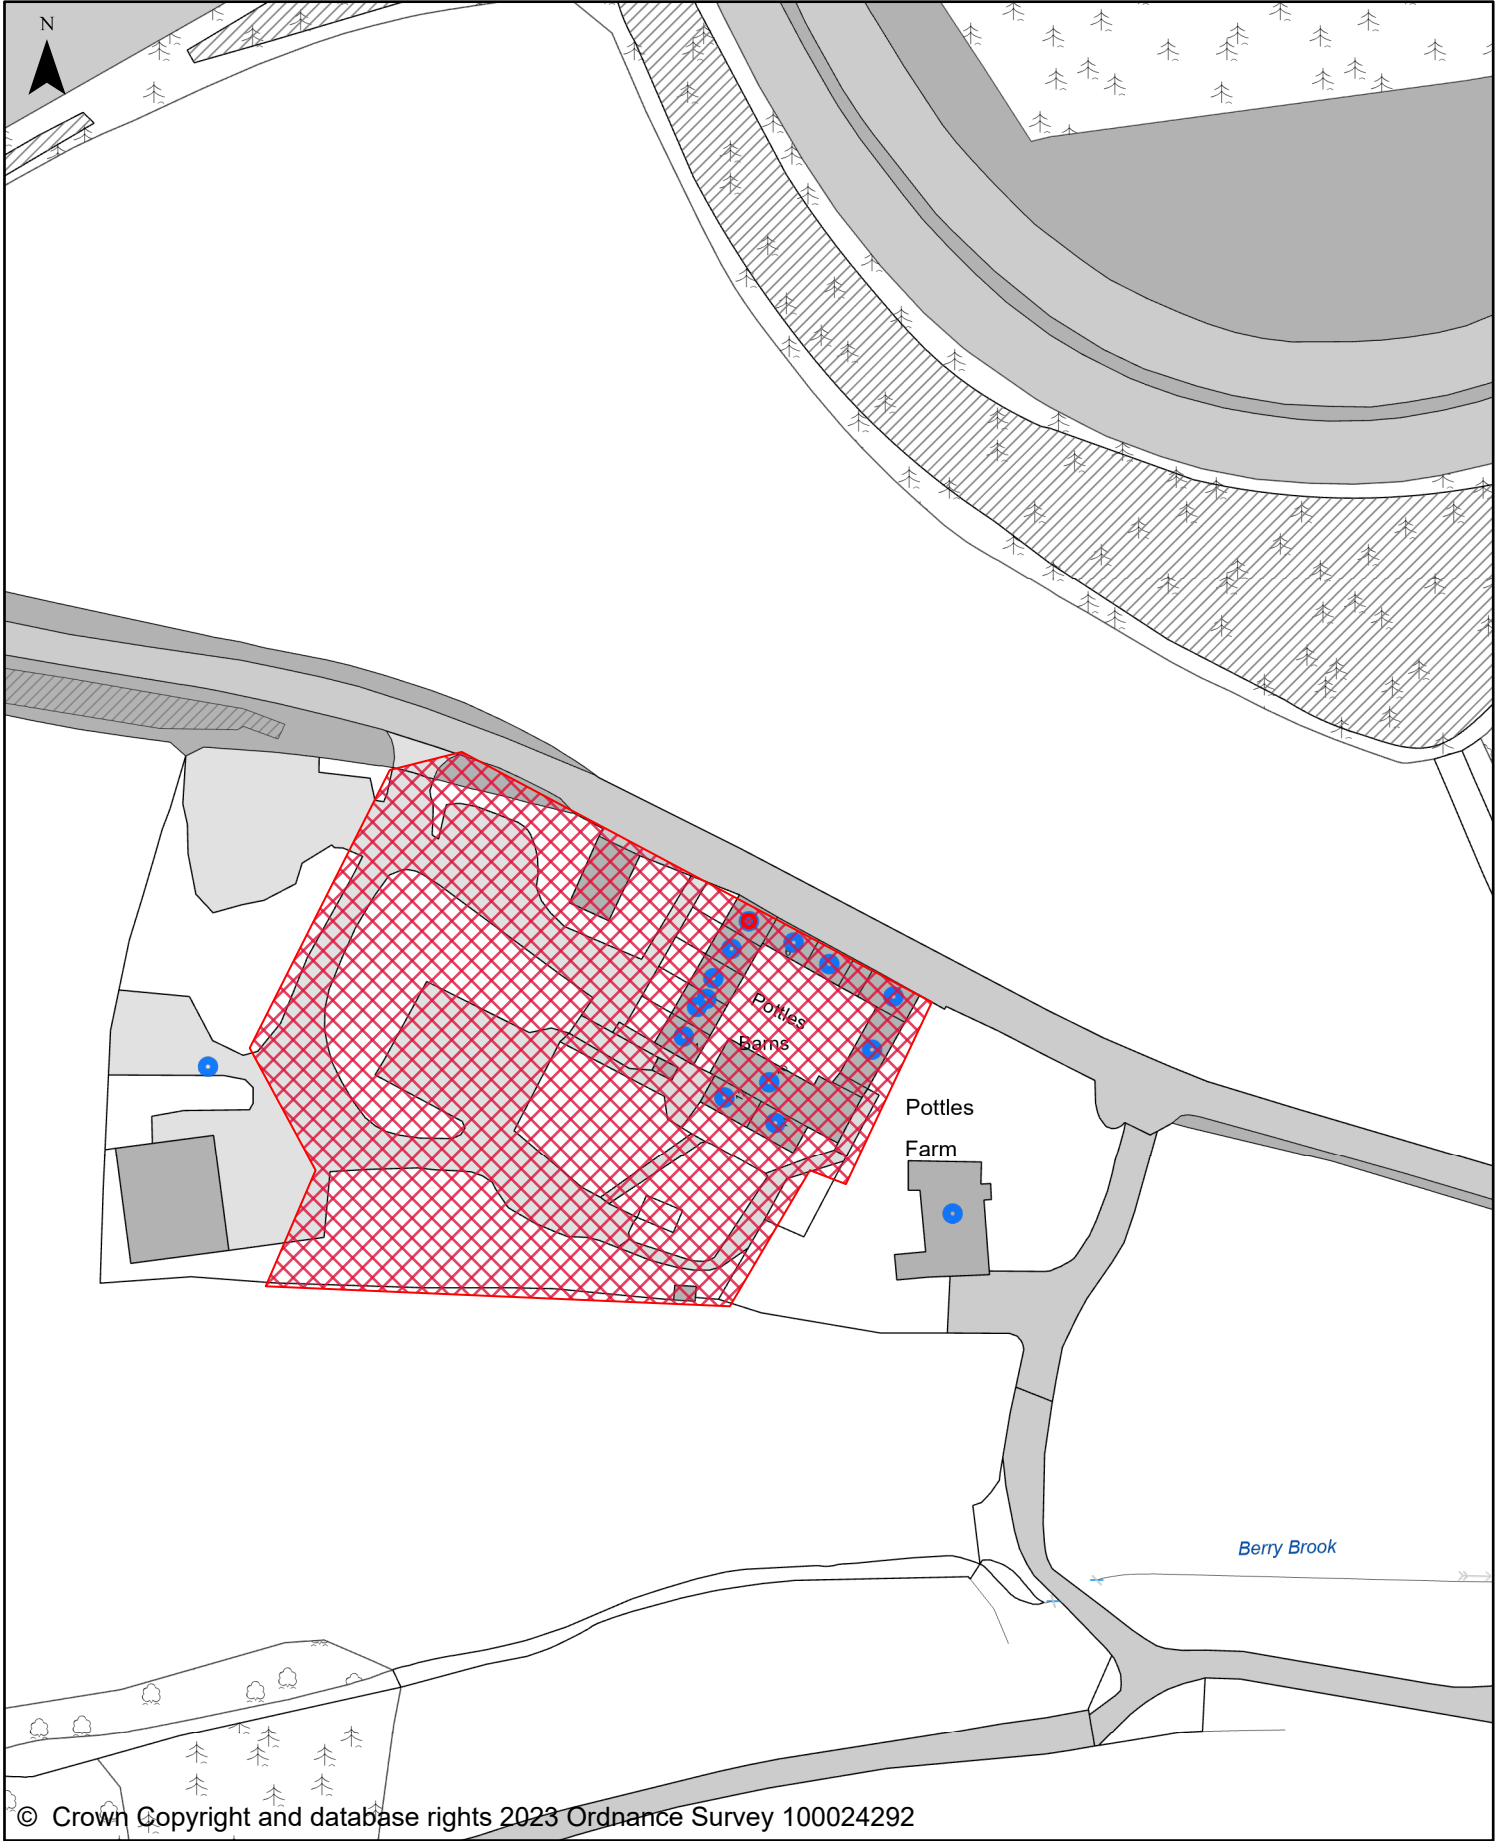 N
Pottles
Barns
Pottles
Farm
Berry Brook
© Crown Copyright and database rights 2023 Ordnance Survey 100024292